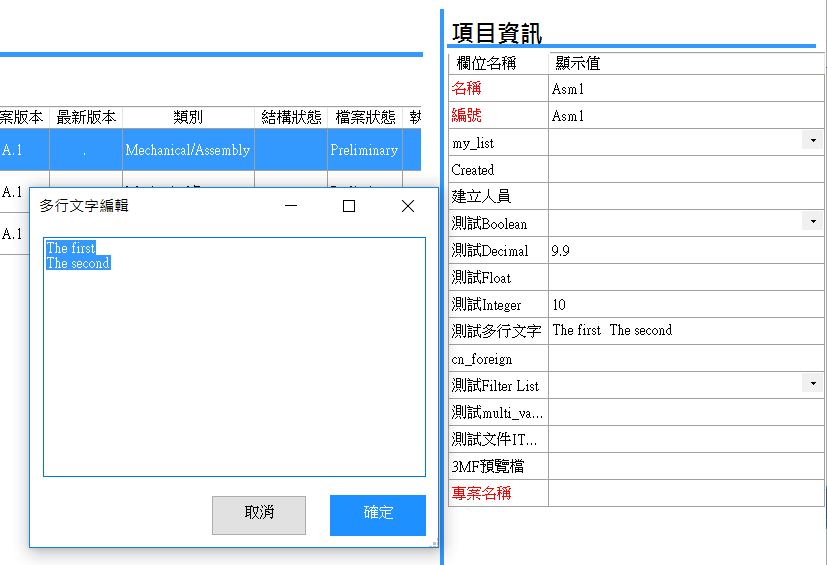 項目資訊
欄位名稱 顯示值
名稱 Asm1
編號 Asm1
my_list
Created
建立人員
測試Boolean
測試Decimal 9.9
測試Float
測試Integer 10
測試多行文字 The first The second
cn_foreign
測試Filter List
測試multi_va...
測試文件IT...
3MF預覽檔
專案名稱
案版本 最新版本 類別 結構狀態 檔案狀態
A.1 . Mechanical/Assembly Preliminary
A.1
A.1
多行文字編輯
The first
The second
取消 確定